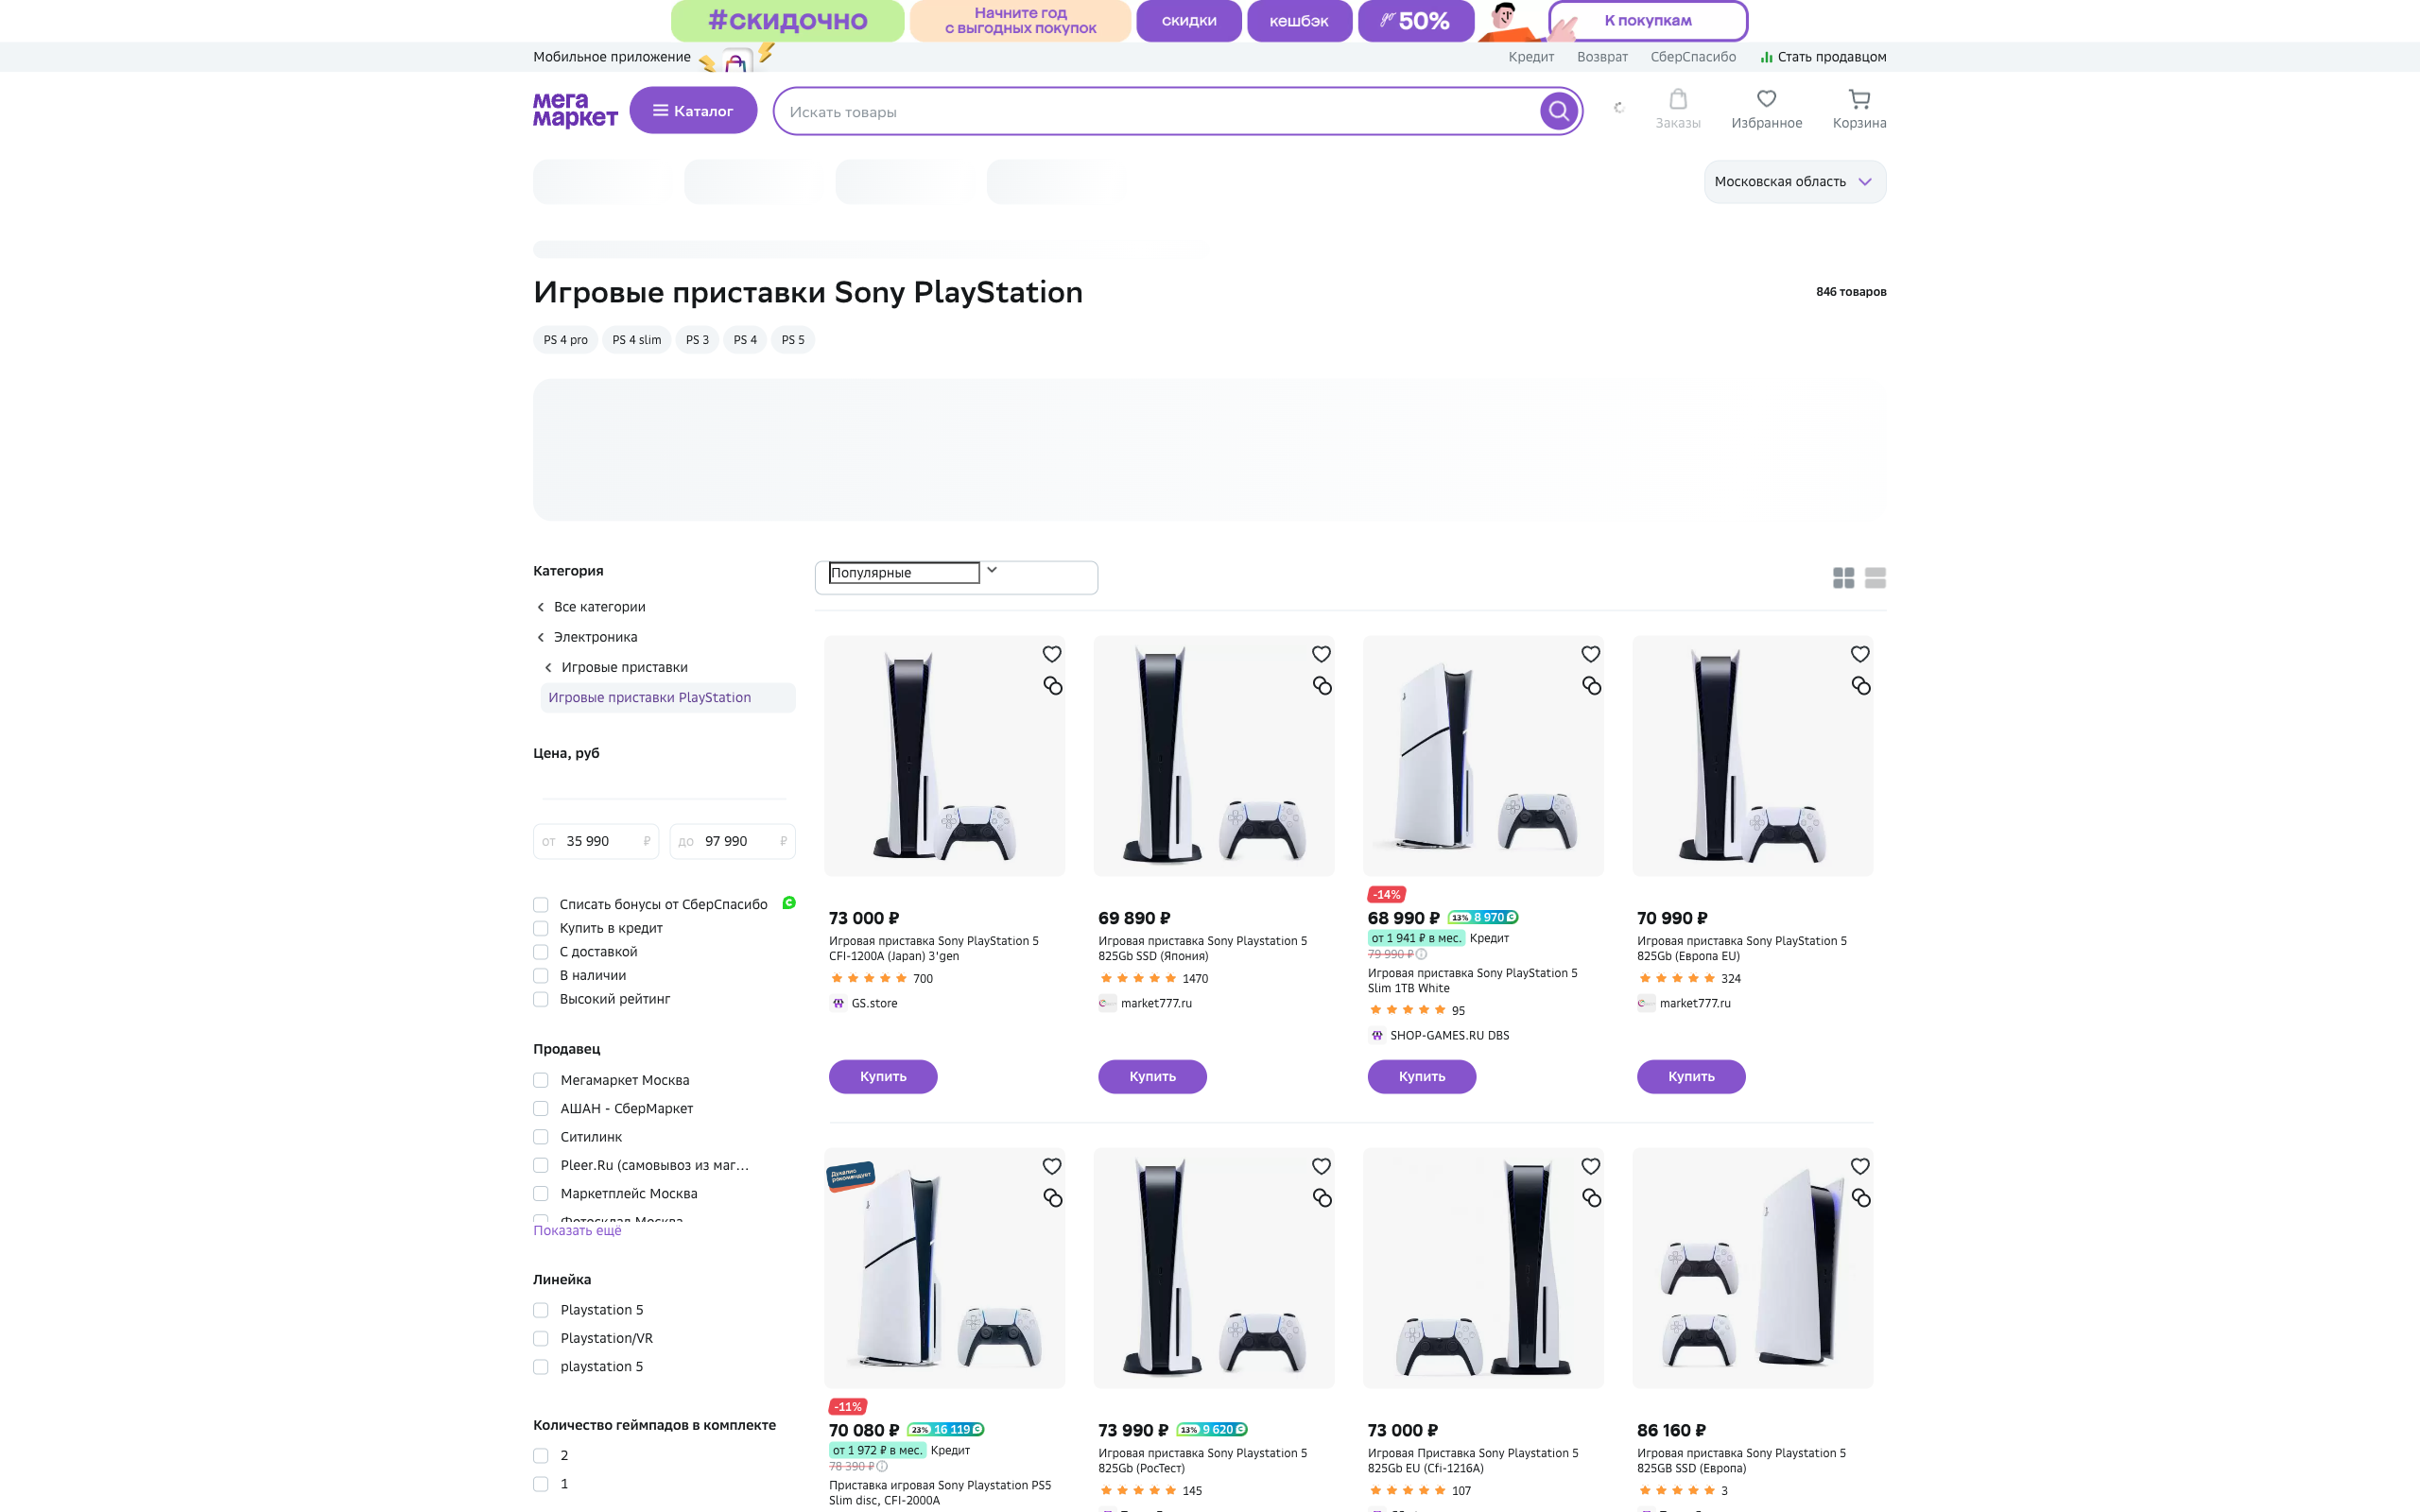 #скидочно
Начните год
с выгодных покупок
скидки
кешбэк
до 50%
К покупкам
Мобильное приложение
Кредит
Возврат
СберСпасибо
Стать продавцом
мега
маркет
Каталог
Искать товары
Заказы
Избранное
Корзина
Московская область
Игровые приставки Sony PlayStation
846 товаров
PS 4 pro
PS 4 slim
PS 3
PS 4
PS 5
Категория
Все категории
Электроника
Игровые приставки
Игровые приставки PlayStation
Цена, руб
от 35 990 ₽
до 97 990 ₽
Списать бонусы от СберСпасибо
Купить в кредит
С доставкой
В наличии
Высокий рейтинг
Продавец
Мегамаркет Москва
АШАН - СберМаркет
Ситилинк
Pleer.Ru (самовывоз из маг...
Маркетплейс Москва
Фотосклад Москва
Показать ещё
Линейка
Playstation 5
Playstation/VR
playstation 5
Количество геймпадов в комплекте
2
1
Популярные
73 000 ₽
Игровая приставка Sony PlayStation 5
CFI-1200A (Japan) 3'gen
700
GS.store
Купить
69 890 ₽
Игровая приставка Sony Playstation 5
825Gb SSD (Япония)
1470
market777.ru
Купить
-14%
68 990 ₽ 13% 8 970
от 1 941 ₽ в мес. Кредит
79 990 ₽
Игровая приставка Sony PlayStation 5
Slim 1TB White
95
SHOP-GAMES.RU DBS
Купить
70 990 ₽
Игровая приставка Sony PlayStation 5
825Gb (Европа EU)
324
market777.ru
Купить
-11%
70 080 ₽ 23% 16 119
от 1 972 ₽ в мес. Кредит
78 390 ₽
Приставка игровая Sony Playstation PS5
Slim disc, CFI-2000A
73 990 ₽ 13% 9 620
Игровая приставка Sony Playstation 5
825Gb (РосТест)
145
73 000 ₽
Игровая Приставка Sony Playstation 5
825Gb EU (Cfi-1216A)
107
86 160 ₽
Игровая приставка Sony Playstation 5
825GB SSD (Европа)
3